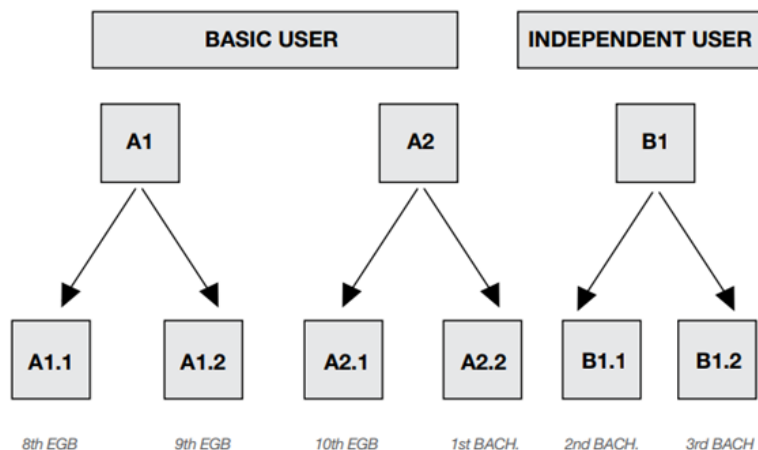 BASIC USER
INDEPENDENT USER
A1
A2
B1
A1.1
A1.2
A2.1
A2.2
B1.1
B1.2
8th EGB
9th EGB
10th EGB
1st BACH.
2nd BACH.
3rd BACH